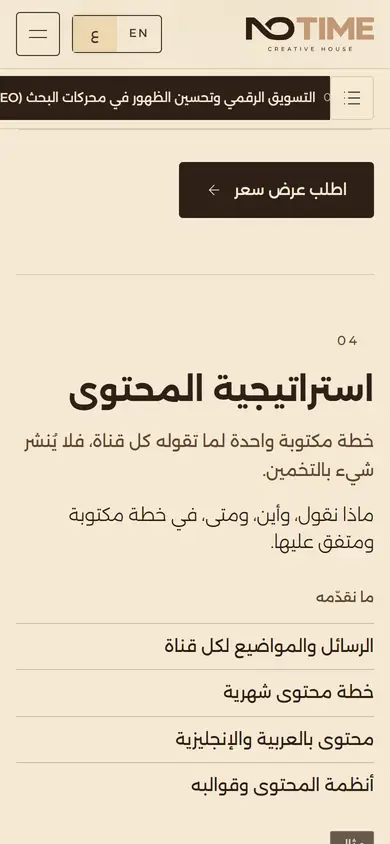 NOTIME
CREATIVE HOUSE
EN
ع
التسويق الرقمي وتحسين الظهور في محركات البحث (EO
اطلب عرض سعر ←
04
استراتيجية المحتوى
خطة مكتوبة واحدة لما تقوله كل قناة، فلا يُنشر
شيء بالتخمين.
ماذا نقول، وأين، ومتى، في خطة مكتوبة
ومتفق عليها.
ما نقدّمه
الرسائل والمواضيع لكل قناة
خطة محتوى شهرية
محتوى بالعربية والإنجليزية
أنظمة المحتوى وقوالبه